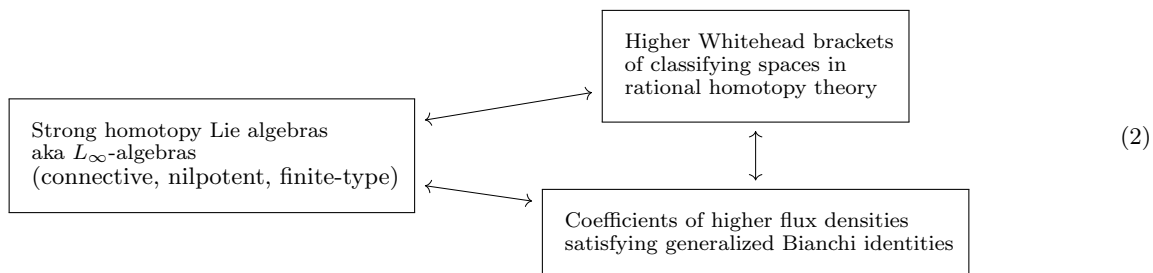 Higher Whitehead brackets
of classifying spaces in
rational homotopy theory
Strong homotopy Lie algebras
aka L∞-algebras
(connective, nilpotent, finite-type)
(2)
Coefficients of higher flux densities
satisfying generalized Bianchi identities